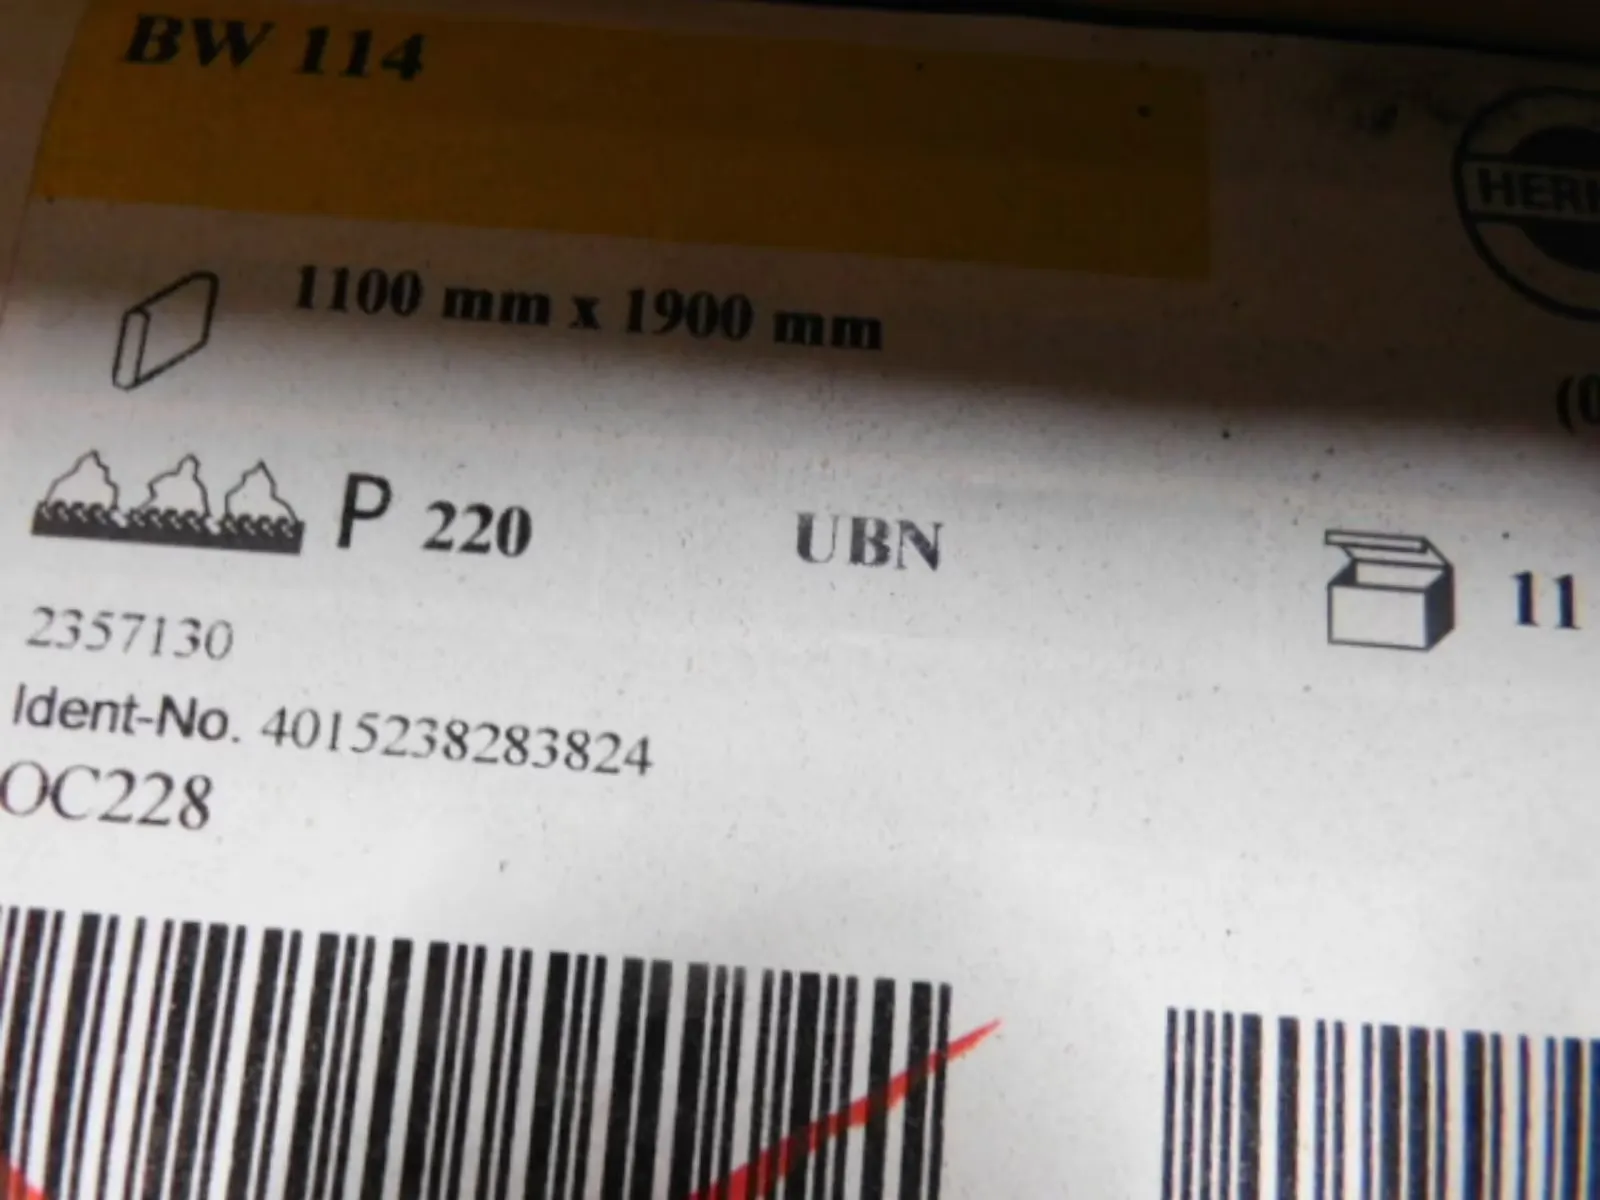 BW 114
1100 mm x 1900 mm
P 220 UBN 11
2357130
Ident-No. 4015238283824
OC228